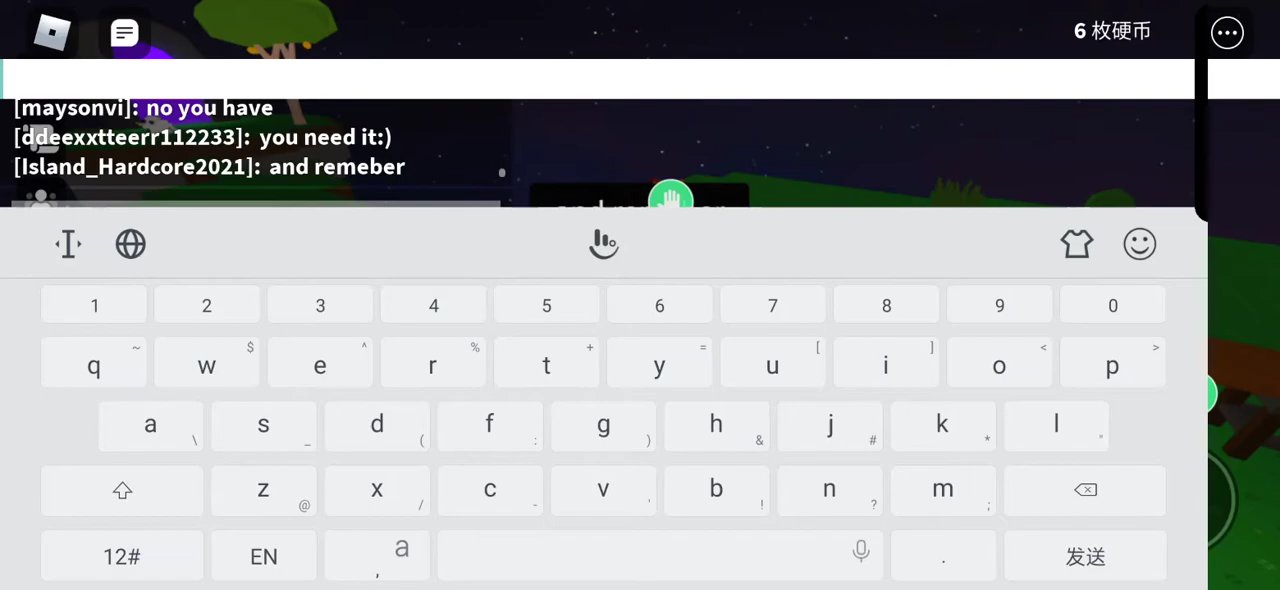 6 枚硬币
[maysonvi]: no you have
[ddeexxtteerr112233]: you need it:)
[Island_Hardcore2021]: and remeber
1 2 3 4 5 6 7 8 9 0
~ $ ^ % + = [ ] < >
q w e r t y u i o p
a s d f g h j k l
\ _ ( : ) & # * "
z x c v b n m
@ / - ' ! ? ;
12# EN a , . 发送